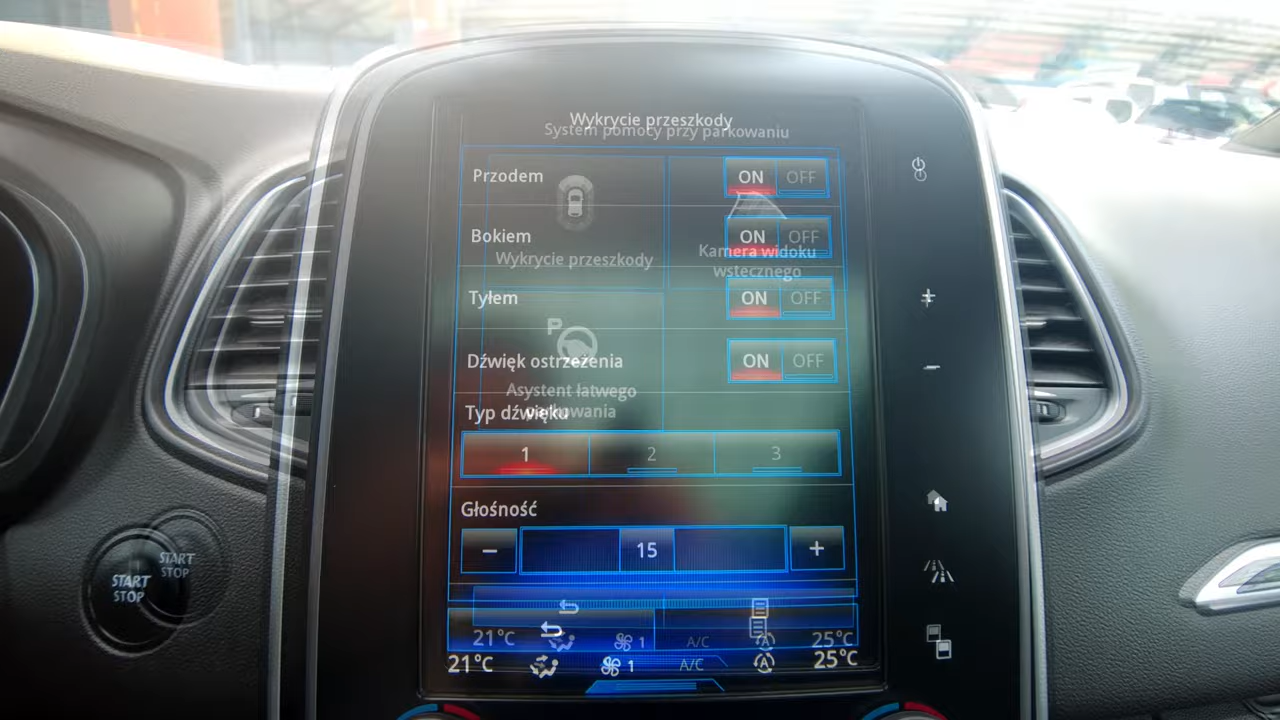 Wykrycie przeszkody
System pomocy przy parkowaniu
Przodem ON OFF
Bokiem ON OFF
Wykrycie przeszkody
Kamera widoku
wstecznego
Tyłem ON OFF
P
Dźwięk ostrzeżenia ON OFF
Asystent łatwego
parkowania
Typ dźwięku
1 2 3
Głośność
− 15 +
START
STOP
START
STOP
21°C 1 A/C A 25°C
21°C 1 A/C A 25°C